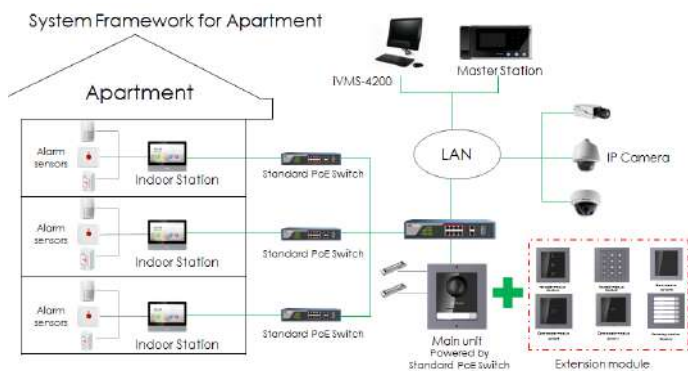 System Framework for Apartment
iVMS-4200
Master Station
Apartment
Alarm
sensors
Indoor Station
Standard PoE Switch
LAN
IP Camera
Alarm
sensors
Indoor Station
Standard PoE Switch
Alarm
sensors
Indoor Station
Standard PoE Switch
Main unit
Powered by
Standard PoE Switch
Extension module